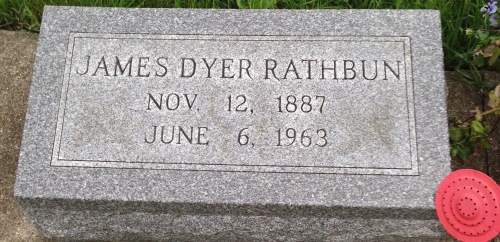 JAMES DYER RATHBUN
NOV. 12, 1887
JUNE 6, 1963